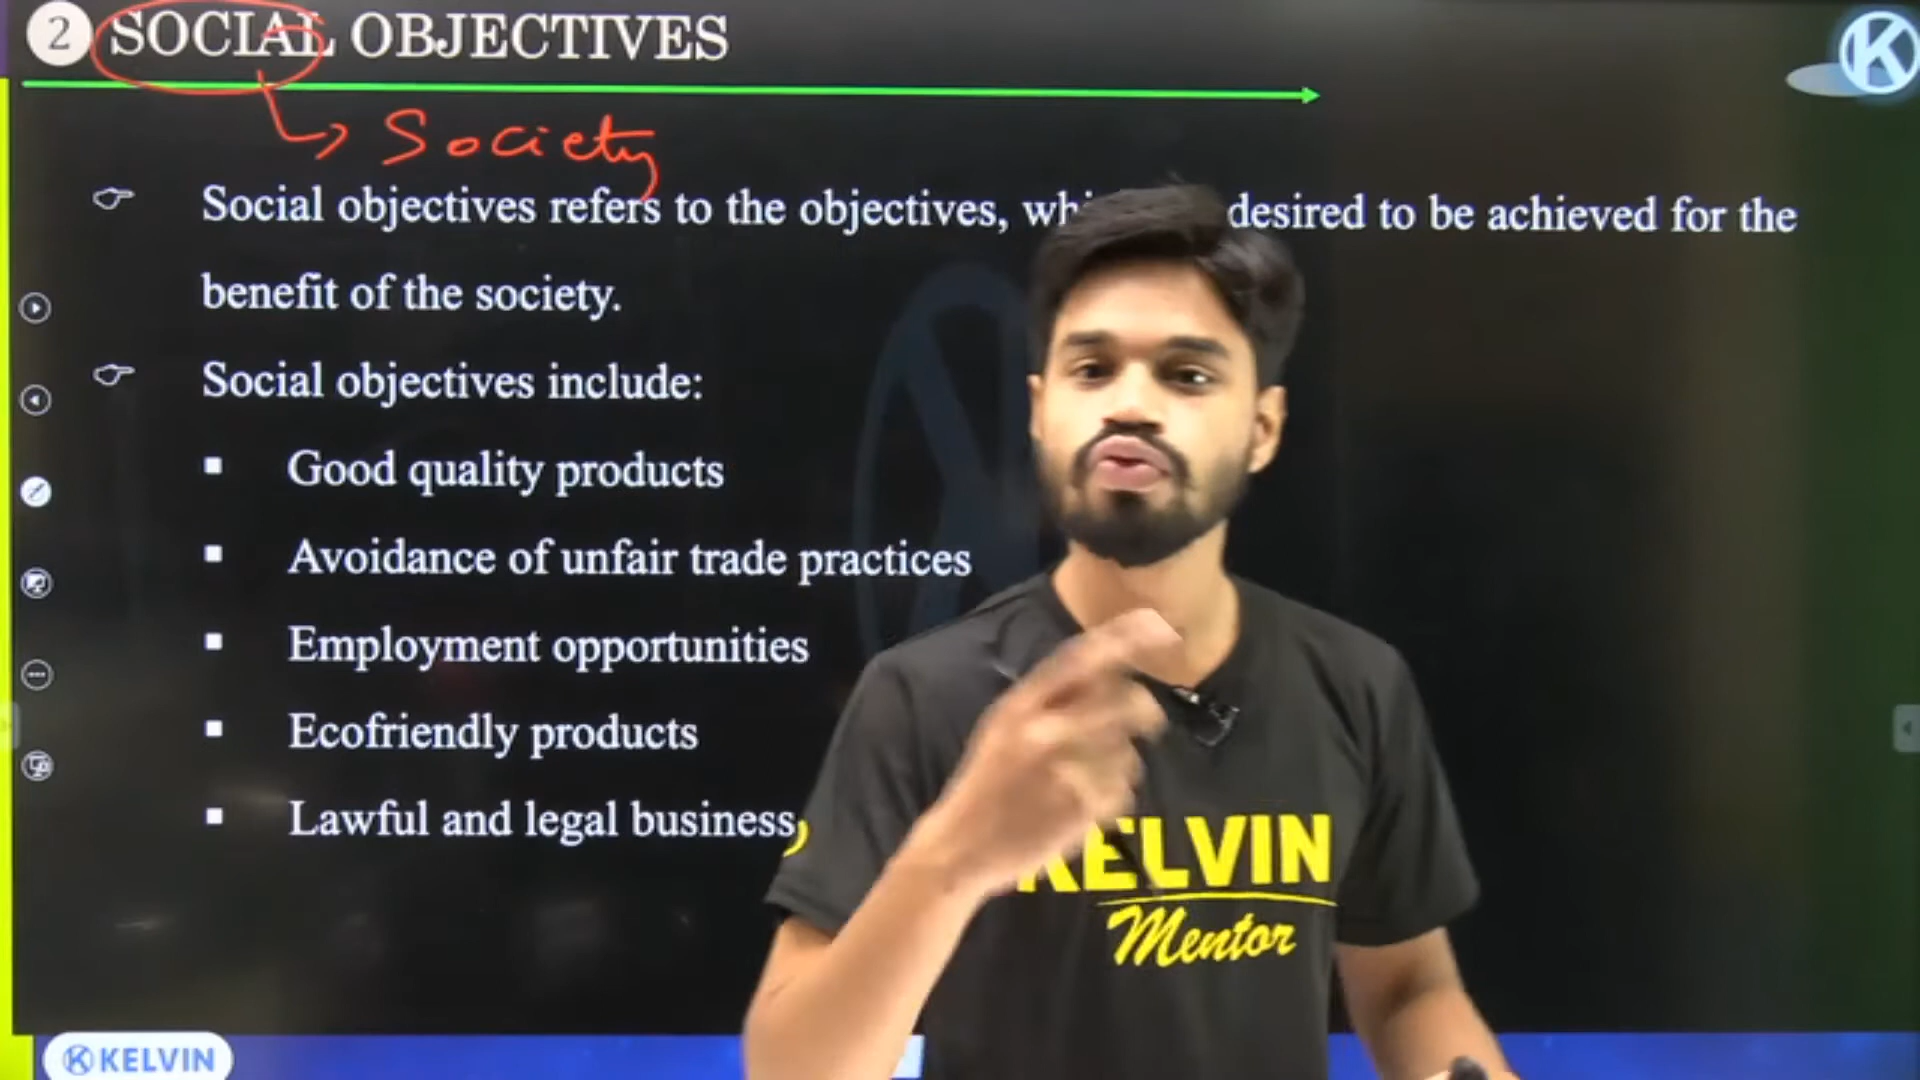 2 SOCIAL OBJECTIVES
Society
Social objectives refers to the objectives, desired to be achieved for the
benefit of the society.
Social objectives include:
Good quality products
Avoidance of unfair trade practices
Employment opportunities
Ecofriendly products
Lawful and legal business
KELVIN
Mentor
K KELVIN
K